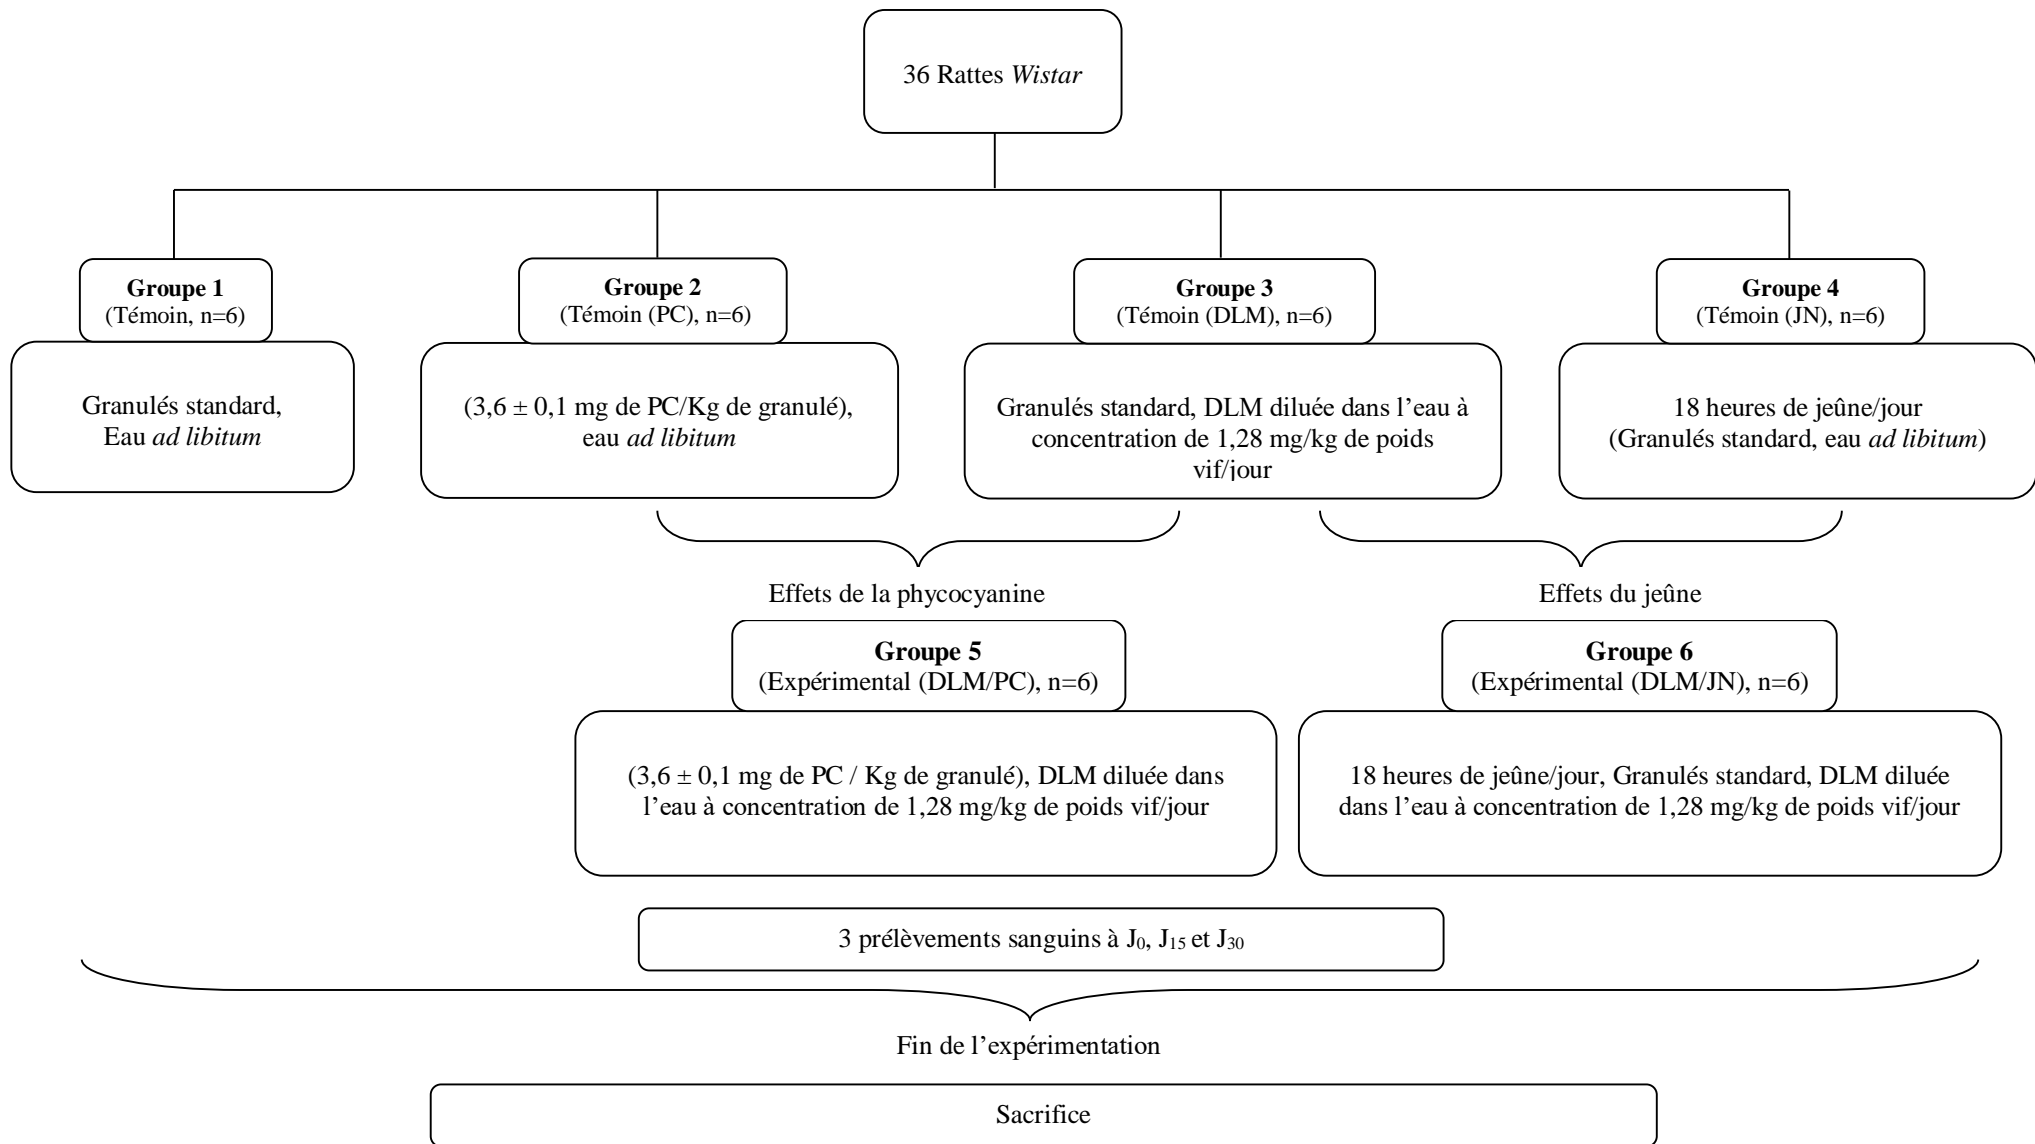 36 Rattes Wistar
Groupe 1
(Témoin, n=6)
Granulés standard,
Eau ad libitum
Groupe 2
(Témoin (PC), n=6)
(3,6 ± 0,1 mg de PC/Kg de granulé),
eau ad libitum
Groupe 3
(Témoin (DLM), n=6)
Granulés standard, DLM diluée dans l’eau à
concentration de 1,28 mg/kg de poids
vif/jour
Groupe 4
(Témoin (JN), n=6)
18 heures de jeûne/jour
(Granulés standard, eau ad libitum)
Effets de la phycocyanine
Effets du jeûne
Groupe 5
(Expérimental (DLM/PC), n=6)
(3,6 ± 0,1 mg de PC / Kg de granulé), DLM diluée dans
l’eau à concentration de 1,28 mg/kg de poids vif/jour
Groupe 6
(Expérimental (DLM/JN), n=6)
18 heures de jeûne/jour, Granulés standard, DLM diluée
dans l’eau à concentration de 1,28 mg/kg de poids vif/jour
3 prélèvements sanguins à J₀, J₁₅ et J₃₀
Fin de l’expérimentation
Sacrifice